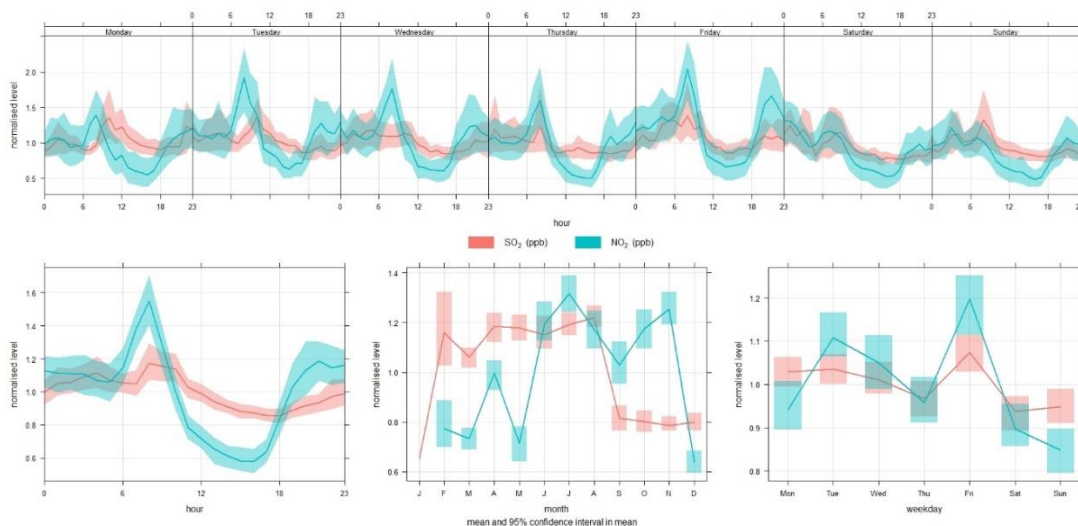 0 6 12 18 23 0 6 12 18 23 0 6 12 18 23
Monday Tuesday Wednesday Thursday Friday Saturday Sunday
normalised level
2.0
1.5
1.0
0.5
0 6 12 18 23 0 6 12 18 23 0 6 12 18 23 0 6 12 18 23
hour
SO2 (ppb) NO2 (ppb)
normalised level
1.6
1.4
1.2
1.0
0.8
0.6
0 6 12 18 23
hour
normalised level
1.4
1.2
1.0
0.8
0.6
J F M A M J J A S O N D
month
mean and 95% confidence interval in mean
normalised level
1.2
1.1
1.0
0.9
0.8
Mon Tue Wed Thu Fri Sat Sun
weekday